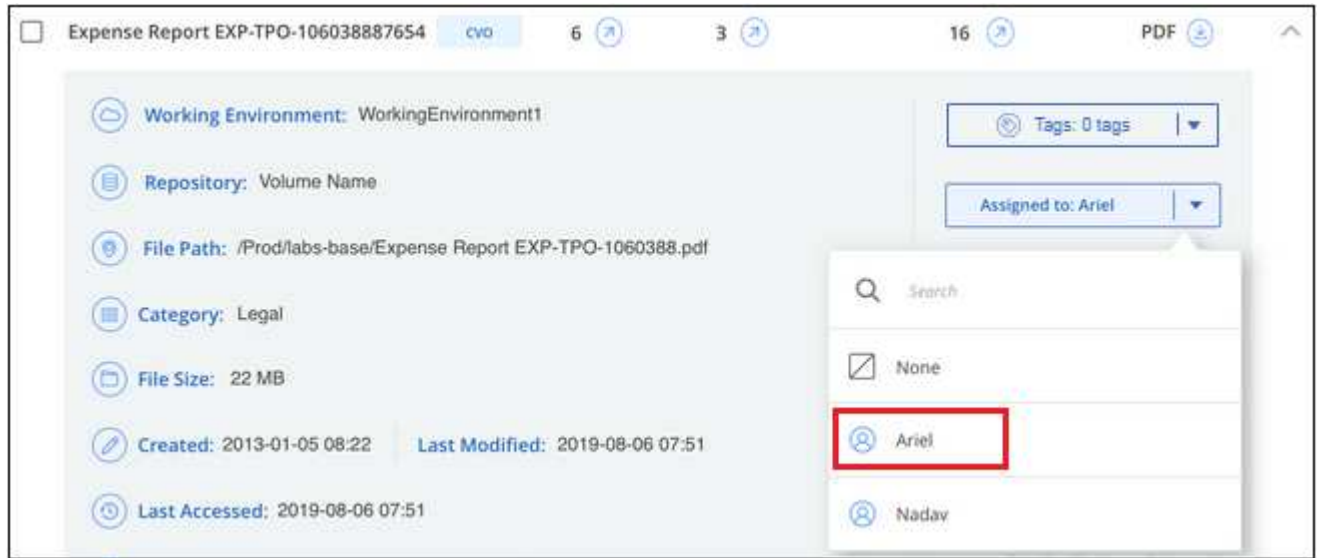 Expense Report EXP-TPO-106038887654 CVO 6 3 16 PDF
Working Environment: WorkingEnvironment1
Tags: 0 tags
Repository: Volume Name
Assigned to: Ariel
File Path: /Prod/labs-base/Expense Report EXP-TPO-1060388.pdf
Search
Category: Legal
None
File Size: 22 MB
Ariel
Created: 2013-01-05 08:22 Last Modified: 2019-08-06 07:51
Nadav
Last Accessed: 2019-08-06 07:51